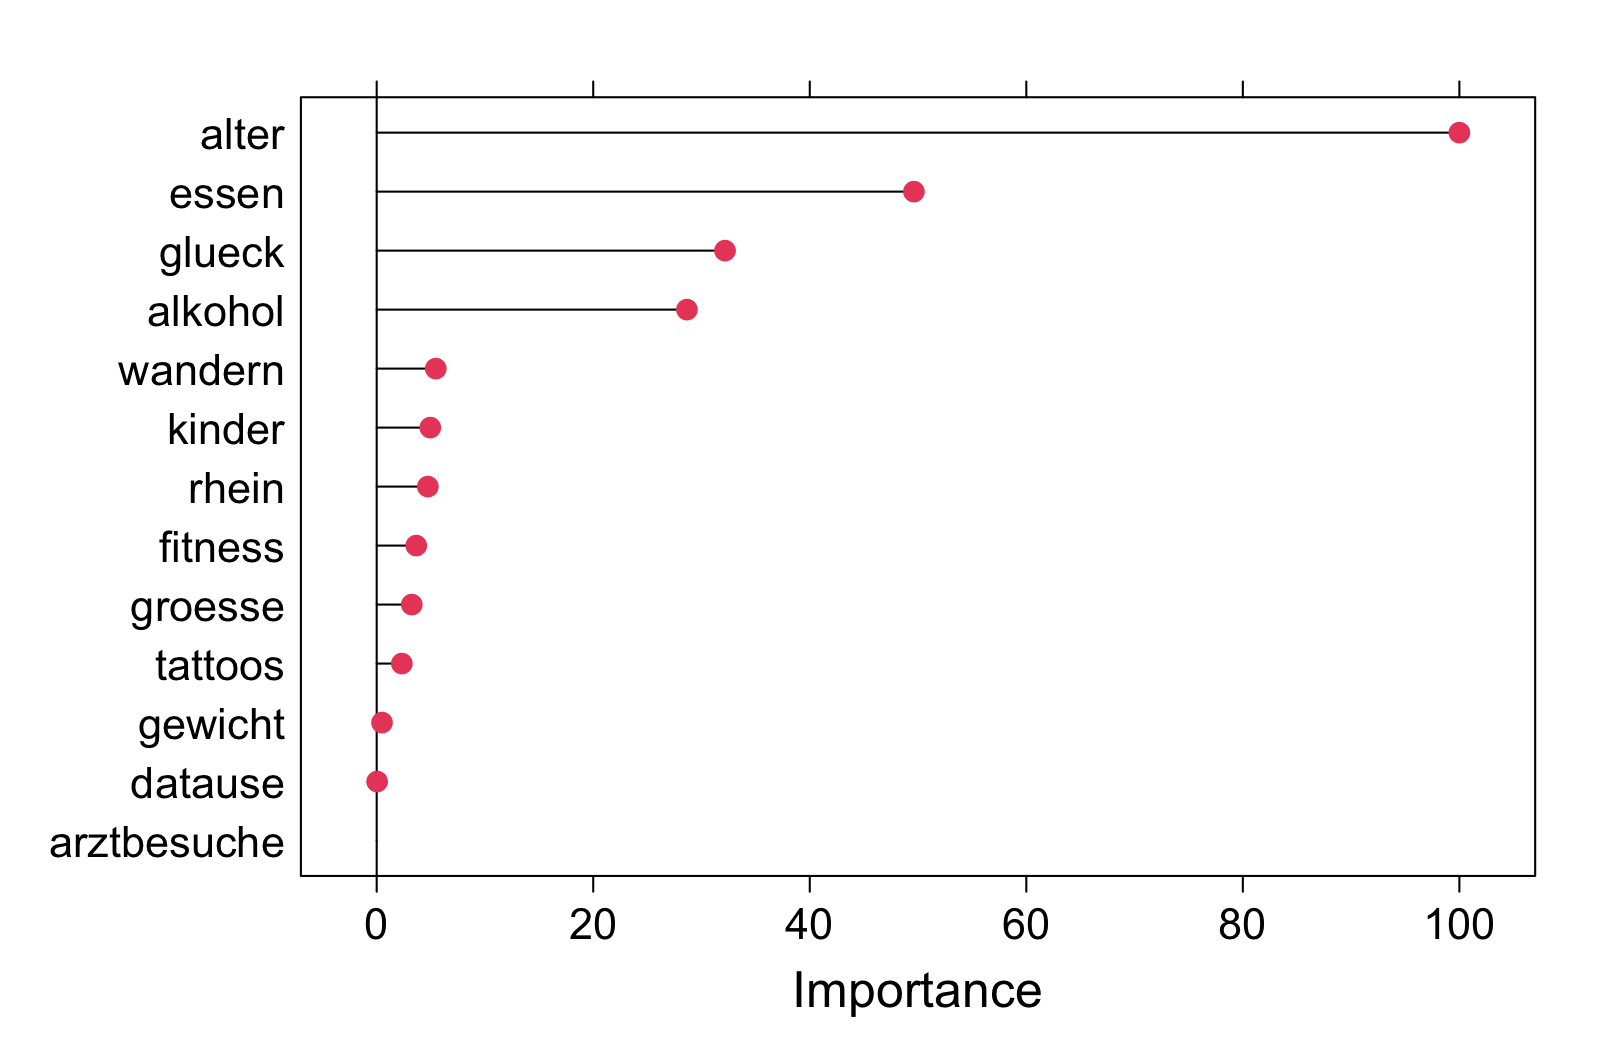 alter
essen
glueck
alkohol
wandern
kinder
rhein
fitness
groesse
tattoos
gewicht
datause
arztbesuche
0 20 40 60 80 100
Importance